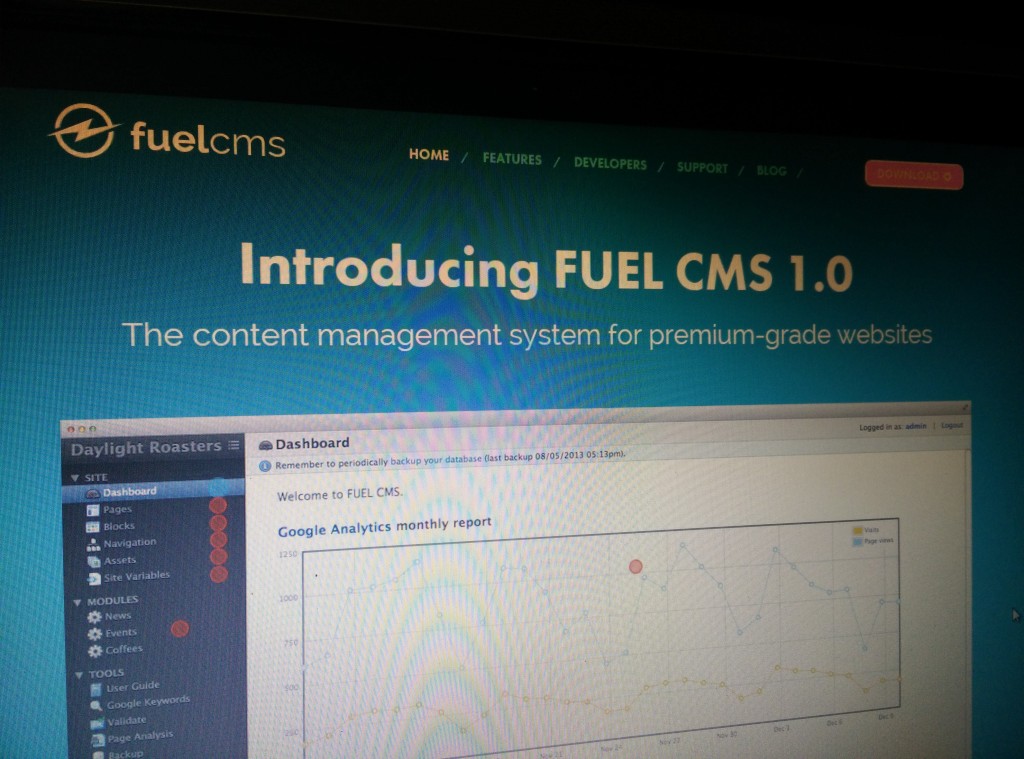 fuelcms
HOME / FEATURES / DEVELOPERS / SUPPORT / BLOG /
DOWNLOAD
Introducing FUEL CMS 1.0
The content management system for premium-grade websites
Daylight Roasters
Dashboard
Logged in as: admin | Logout
Remember to periodically backup your database (last backup 08/05/2013 05:13pm).
SITE
Dashboard
Pages
Blocks
Navigation
Assets
Site Variables
MODULES
News
Events
Coffees
TOOLS
User Guide
Google Keywords
Validate
Page Analysis
Backup
Welcome to FUEL CMS.
Google Analytics monthly report
Visits
Page views
1250
1000
750
500
250
Nov 21
Nov 24
Nov 27
Nov 30
Dec 3
Dec 6